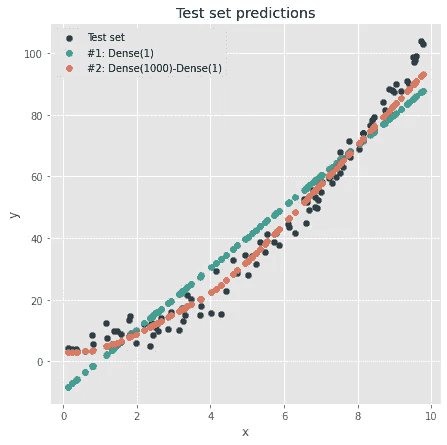 Test set predictions
Test set
#1: Dense(1)
#2: Dense(1000)-Dense(1)
100
80
60
40
20
0
y
0
2
4
6
8
10
x